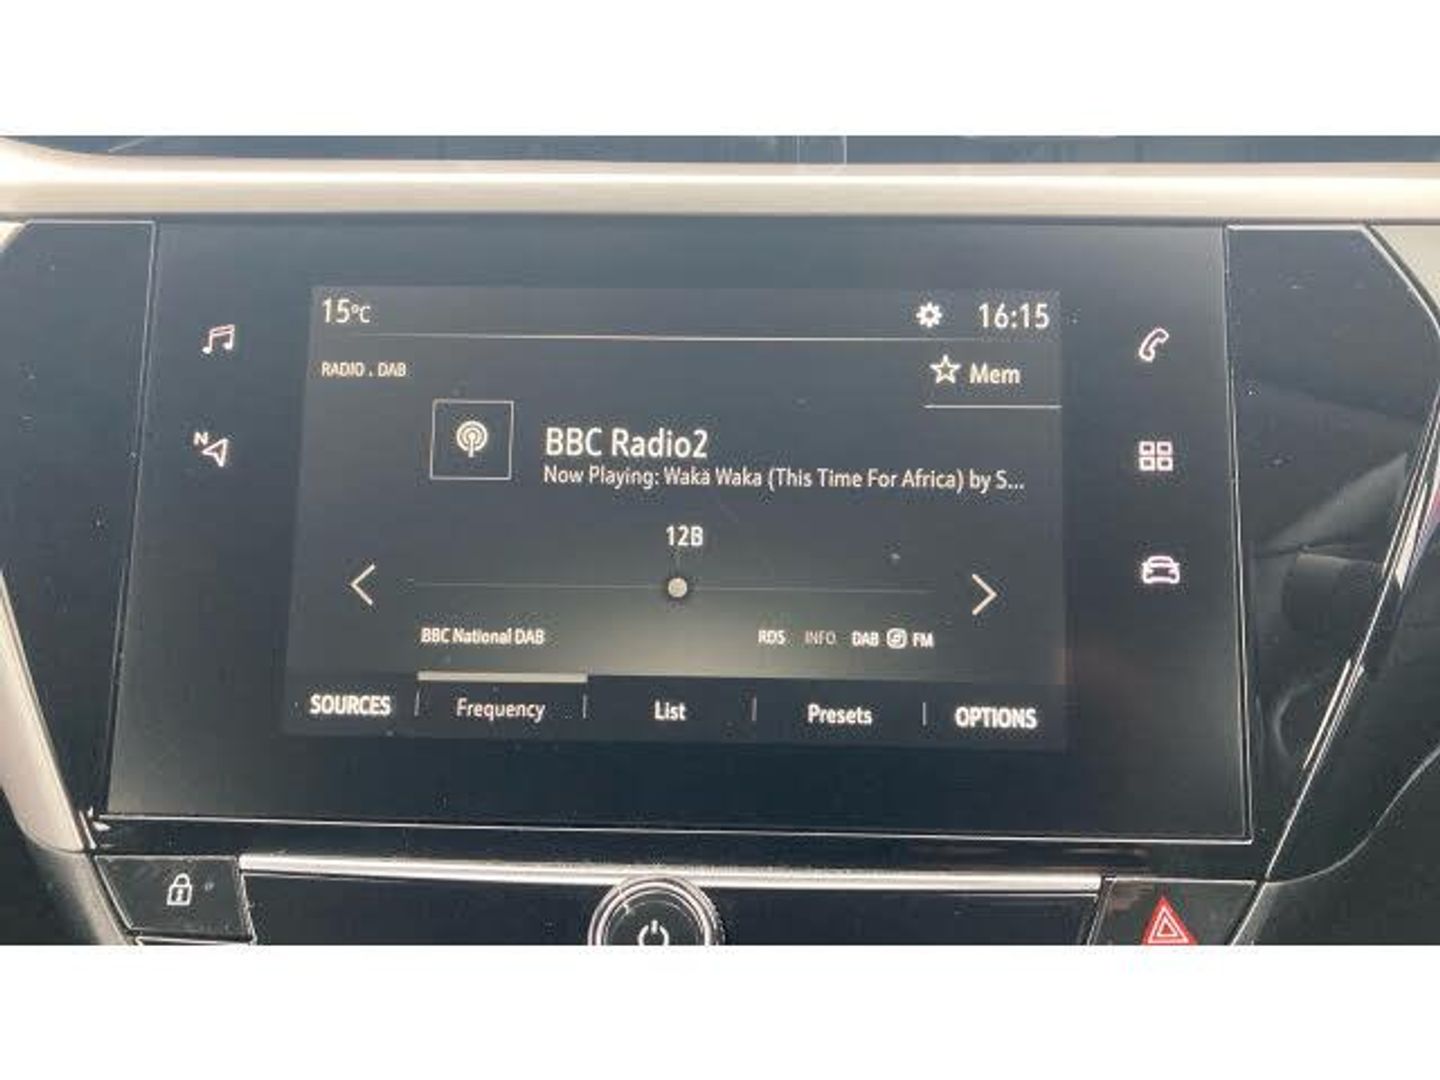 15°C
16:15
RADIO . DAB
Mem
N
BBC Radio2
Now Playing: Waka Waka (This Time For Africa) by S...
12B
BBC National DAB
RDS INFO DAB FM
SOURCES Frequency List Presets OPTIONS